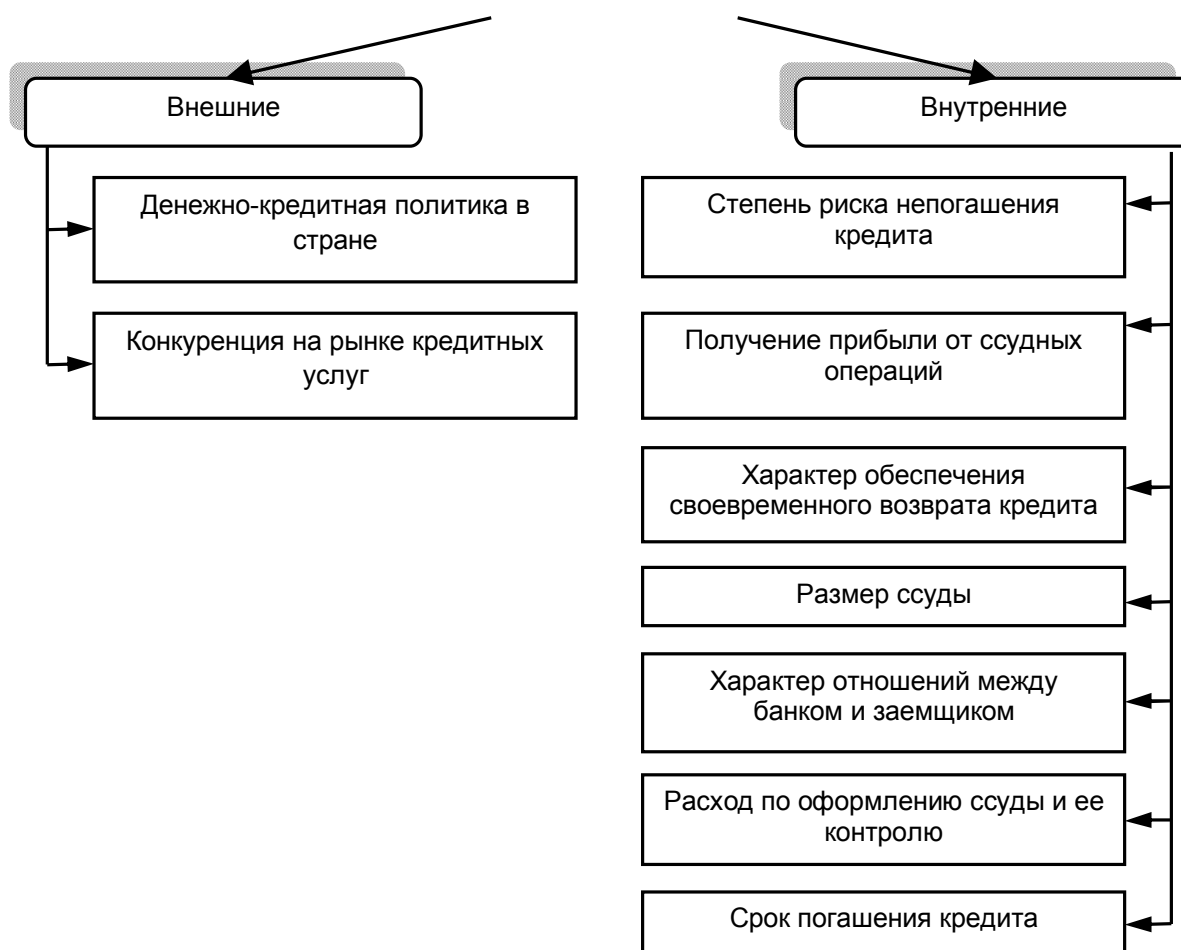 Внешние
Внутренние
Денежно-кредитная политика в
стране
Конкуренция на рынке кредитных
услуг
Степень риска непогашения
кредита
Получение прибыли от ссудных
операций
Характер обеспечения
своевременного возврата кредита
Размер ссуды
Характер отношений между
банком и заемщиком
Расход по оформлению ссуды и ее
контролю
Срок погашения кредита